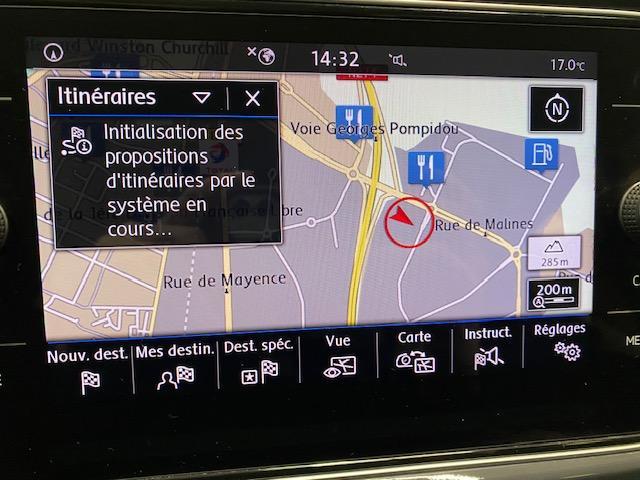 Winston Churchill
14:32
17.0°C
Itinéraires
Initialisation des
propositions
d'itinéraires par le
système en
cours...
N
Voie Georges Pompidou
Rue de Malines
Rue de Mayence
285m
200m
Nouv. dest.
Mes destin.
Dest. spéc.
Vue
Carte
Instruct.
Réglages